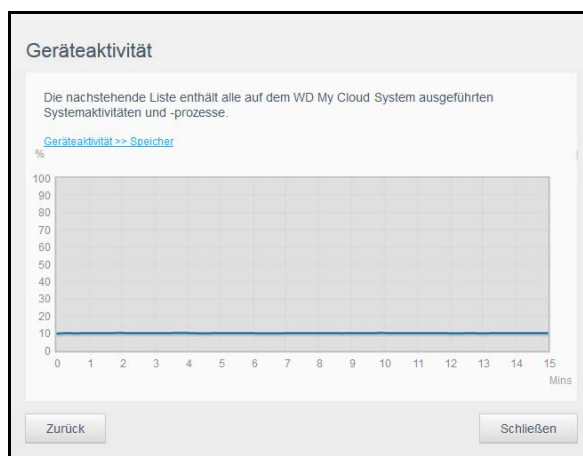 Geräteaktivität
Die nachstehende Liste enthält alle auf dem WD My Cloud System ausgeführten
Systemaktivitäten und -prozesse.
Geräteaktivität >> Speicher
%
100
90
80
70
60
50
40
30
20
10
0
0 1 2 3 4 5 6 7 8 9 10 11 12 13 14 15
Mins
Zurück Schließen